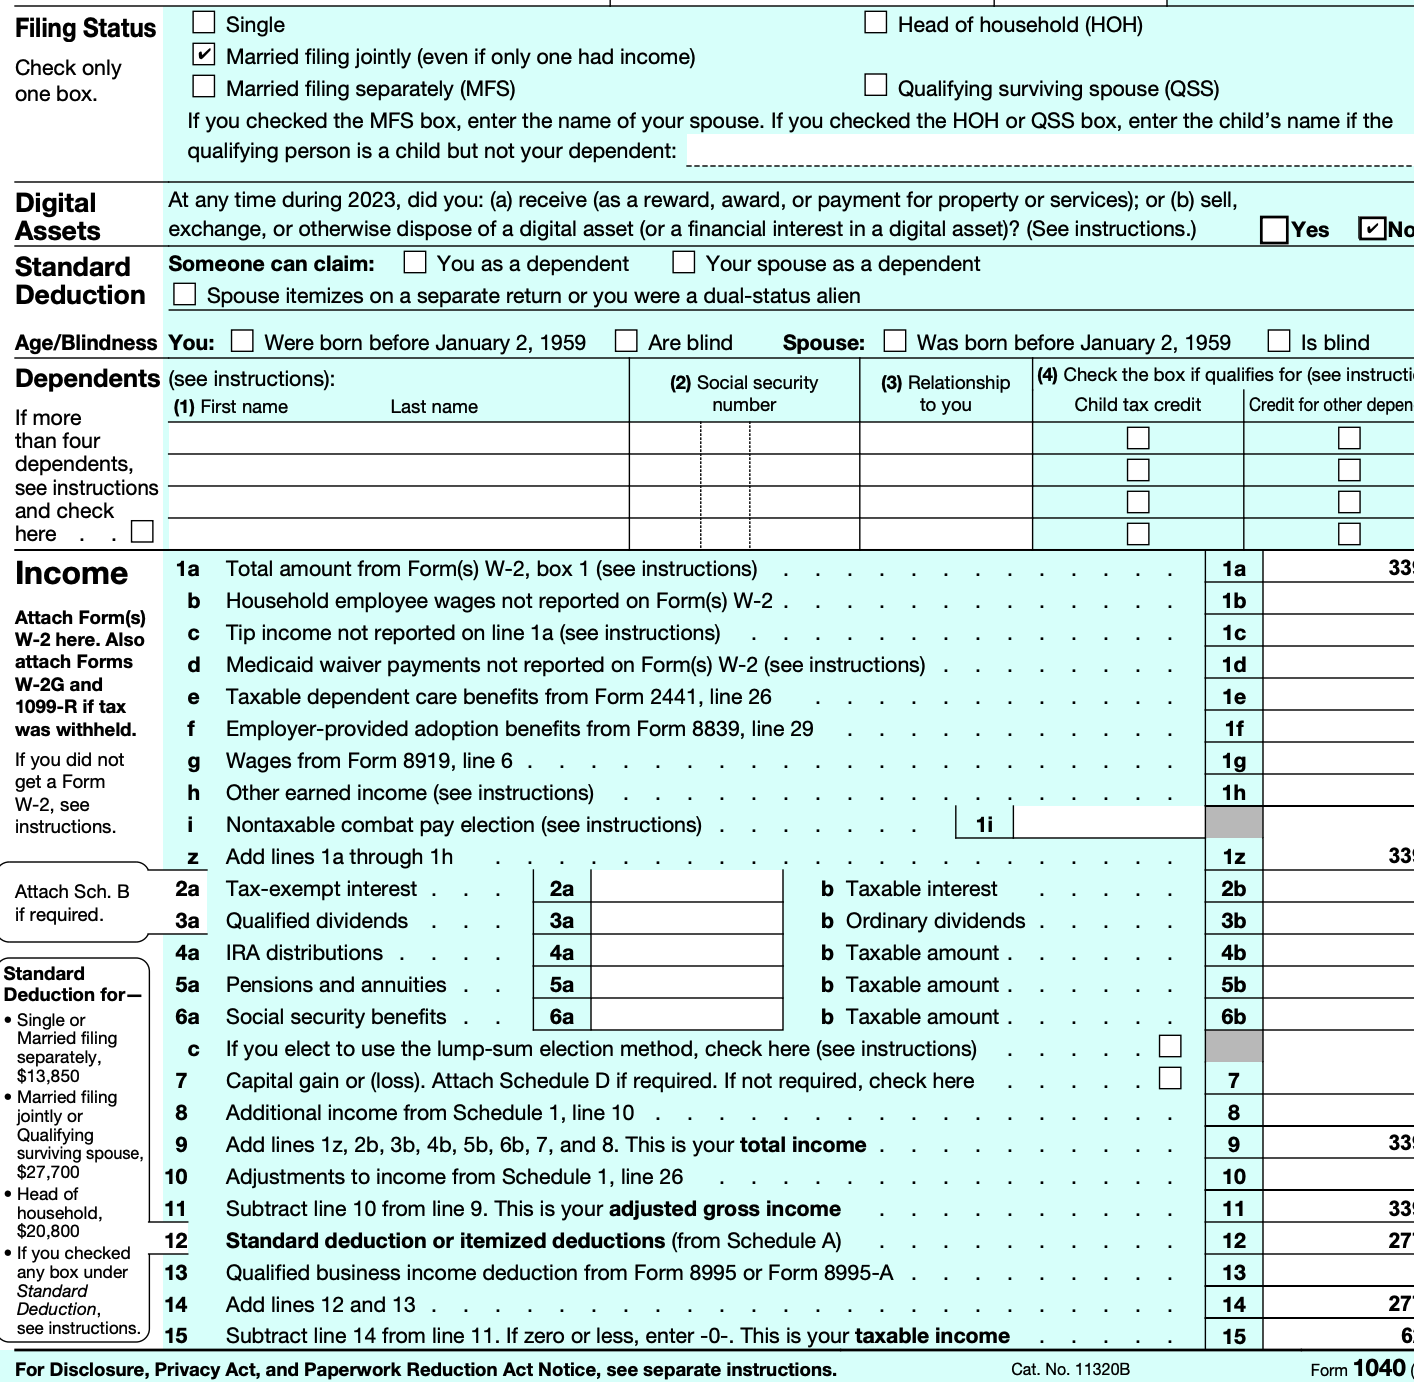 Filing Status
Check only
one box.
Single
Head of household (HOH)
✔ Married filing jointly (even if only one had income)
Married filing separately (MFS)
Qualifying surviving spouse (QSS)
If you checked the MFS box, enter the name of your spouse. If you checked the HOH or QSS box, enter the child's name if the
qualifying person is a child but not your dependent:
Digital
Assets
At any time during 2023, did you: (a) receive (as a reward, award, or payment for property or services); or (b) sell,
exchange, or otherwise dispose of a digital asset (or a financial interest in a digital asset)? (See instructions.)
Yes
✔ No
Standard
Deduction
Someone can claim: You as a dependent Your spouse as a dependent
Spouse itemizes on a separate return or you were a dual-status alien
Age/Blindness You: Were born before January 2, 1959 Are blind Spouse: Was born before January 2, 1959 Is blind
Dependents (see instructions):
(1) First name Last name
(2) Social security
number
(3) Relationship
to you
(4) Check the box if qualifies for (see instructi
Child tax credit
Credit for other depen
If more
than four
dependents,
see instructions
and check
here . .
Income
Attach Form(s)
W-2 here. Also
attach Forms
W-2G and
1099-R if tax
was withheld.
If you did not
get a Form
W-2, see
instructions.
1a Total amount from Form(s) W-2, box 1 (see instructions) . . . . . . . . . . . . . 1a 339
b Household employee wages not reported on Form(s) W-2 . . . . . . . . . . . . . 1b
c Tip income not reported on line 1a (see instructions) . . . . . . . . . . . . . . 1c
d Medicaid waiver payments not reported on Form(s) W-2 (see instructions) . . . . . . . . 1d
e Taxable dependent care benefits from Form 2441, line 26 . . . . . . . . . . . . 1e
f Employer-provided adoption benefits from Form 8839, line 29 . . . . . . . . . . . 1f
g Wages from Form 8919, line 6 . . . . . . . . . . . . . . . . . . . . . 1g
h Other earned income (see instructions) . . . . . . . . . . . . . . . . . . 1h
i Nontaxable combat pay election (see instructions) . . . . . . . 1i
z Add lines 1a through 1h . . . . . . . . . . . . . . . . . . . . . . 1z 339
Attach Sch. B
if required.
2a Tax-exempt interest . . . 2a b Taxable interest . . . . . 2b
3a Qualified dividends . . . 3a b Ordinary dividends . . . . . 3b
4a IRA distributions . . . . 4a b Taxable amount . . . . . . 4b
5a Pensions and annuities . . 5a b Taxable amount . . . . . . 5b
6a Social security benefits . . 6a b Taxable amount . . . . . . 6b
c If you elect to use the lump-sum election method, check here (see instructions) . . . . .
7 Capital gain or (loss). Attach Schedule D if required. If not required, check here . . . . . 7
8 Additional income from Schedule 1, line 10 . . . . . . . . . . . . . . . . . 8
9 Add lines 1z, 2b, 3b, 4b, 5b, 6b, 7, and 8. This is your total income . . . . . . . . . . 9 339
10 Adjustments to income from Schedule 1, line 26 . . . . . . . . . . . . . . . 10
11 Subtract line 10 from line 9. This is your adjusted gross income . . . . . . . . . . 11 339
12 Standard deduction or itemized deductions (from Schedule A) . . . . . . . . . . 12 277
13 Qualified business income deduction from Form 8995 or Form 8995-A . . . . . . . . . 13
14 Add lines 12 and 13 . . . . . . . . . . . . . . . . . . . . . . . . 14 277
15 Subtract line 14 from line 11. If zero or less, enter -0-. This is your taxable income . . . . . 15
Standard
Deduction for—
• Single or
Married filing
separately,
$13,850
• Married filing
jointly or
Qualifying
surviving spouse,
$27,700
• Head of
household,
$20,800
• If you checked
any box under
Standard
Deduction,
see instructions.
For Disclosure, Privacy Act, and Paperwork Reduction Act Notice, see separate instructions.
Cat. No. 11320B
Form 1040 (